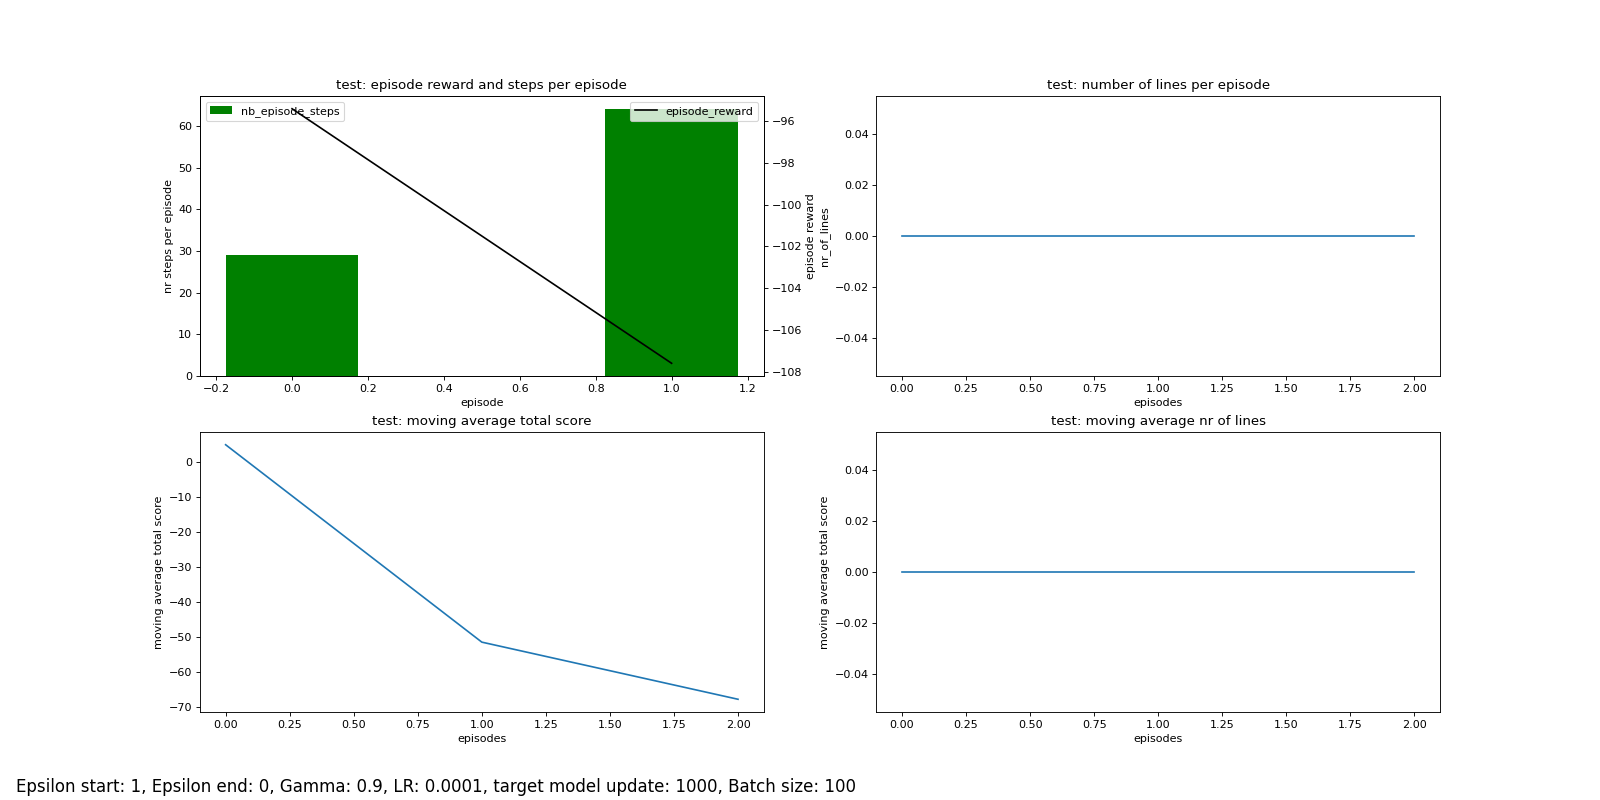 test: episode reward and steps per episode
nb_episode_steps
episode_reward
60
50
40
30
20
10
0
nr steps per episode
−96
−98
−100
−102
−104
−106
−108
episode reward
−0.2 0.0 0.2 0.4 0.6 0.8 1.0 1.2
episode
test: number of lines per episode
0.04
0.02
0.00
−0.02
−0.04
nr_of_lines
0.00 0.25 0.50 0.75 1.00 1.25 1.50 1.75 2.00
episodes
test: moving average total score
0
−10
−20
−30
−40
−50
−60
−70
moving average total score
0.00 0.25 0.50 0.75 1.00 1.25 1.50 1.75 2.00
episodes
test: moving average nr of lines
0.04
0.02
0.00
−0.02
−0.04
moving average total score
0.00 0.25 0.50 0.75 1.00 1.25 1.50 1.75 2.00
episodes
Epsilon start: 1, Epsilon end: 0, Gamma: 0.9, LR: 0.0001, target model update: 1000, Batch size: 100